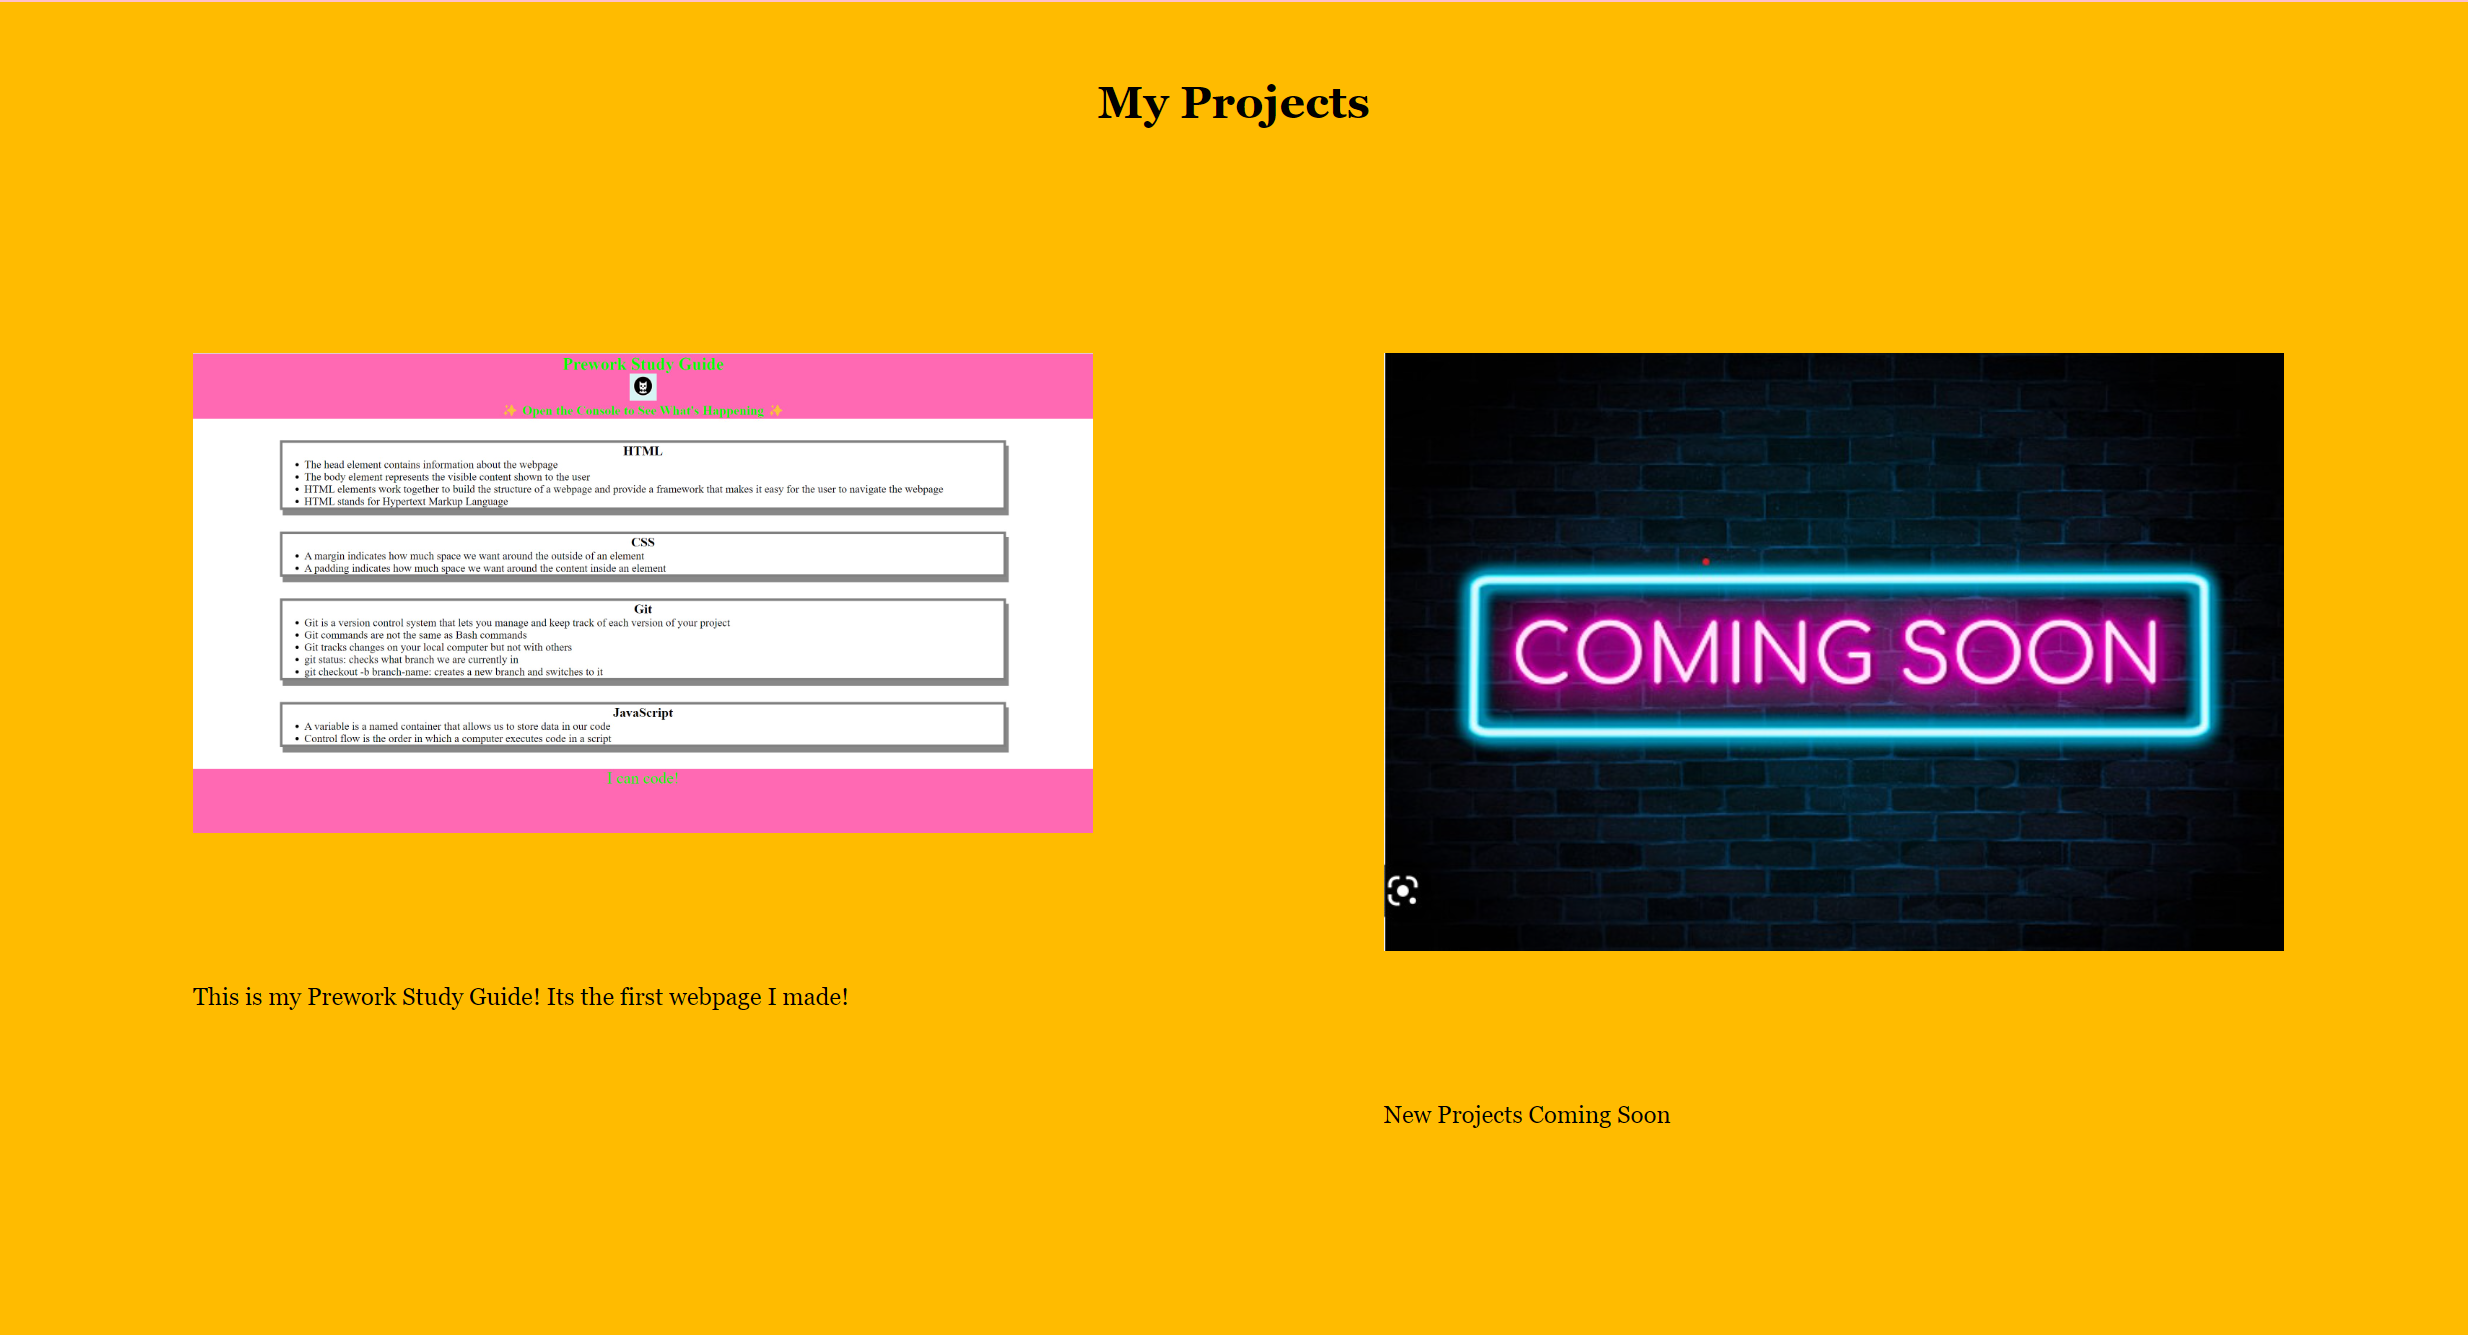 My Projects
Prework Study Guide
✨ Open the Console to See What's Happening ✨
HTML
• The head element contains information about the webpage
• The body element represents the visible content shown to the user
• HTML elements work together to build the structure of a webpage and provide a framework that makes it easy for the user to navigate the webpage
• HTML stands for Hypertext Markup Language
CSS
• A margin indicates how much space we want around the outside of an element
• A padding indicates how much space we want around the content inside an element
Git
• Git is a version control system that lets you manage and keep track of each version of your project
• Git commands are not the same as Bash commands
• Git tracks changes on your local computer but not with others
• git status: checks what branch we are currently in
• git checkout -b branch-name: creates a new branch and switches to it
JavaScript
• A variable is a named container that allows us to store data in our code
• Control flow is the order in which a computer executes code in a script
I can code!
This is my Prework Study Guide! Its the first webpage I made!
COMING SOON
New Projects Coming Soon